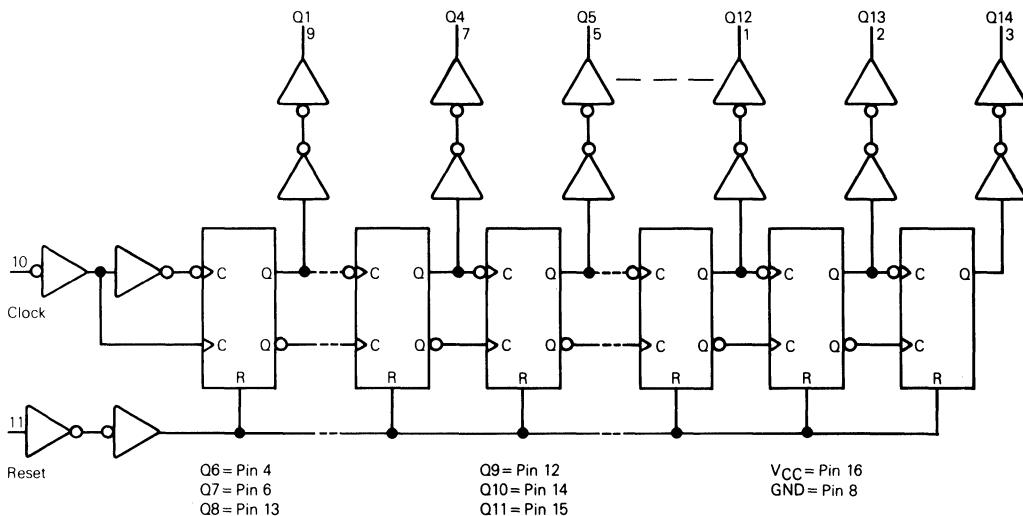 Q1 Q4 Q5 Q12 Q13 Q14
9 7 5 1 2 3
10 C Q C Q C Q C Q C Q C Q
Clock
C Q C Q C Q C Q C Q C
R R R R R R
11
Reset
Q6 = Pin 4 Q9 = Pin 12 VCC = Pin 16
Q7 = Pin 6 Q10 = Pin 14 GND = Pin 8
Q8 = Pin 13 Q11 = Pin 15